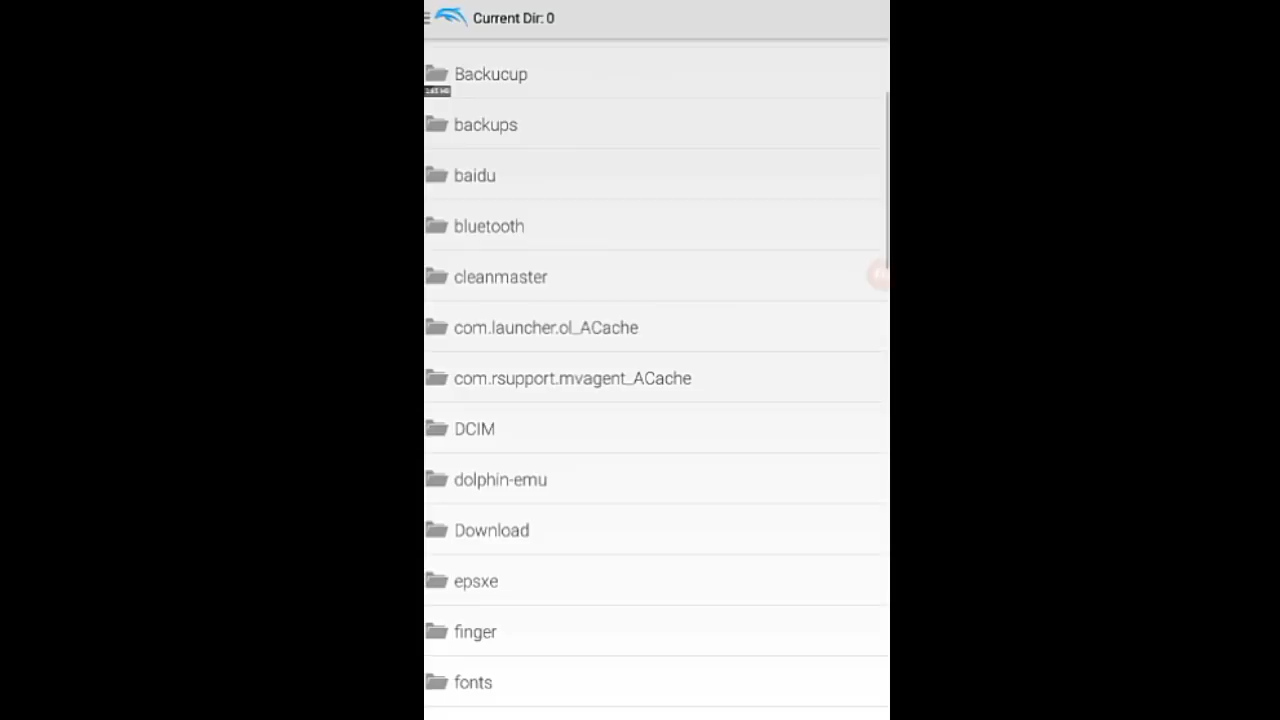 Current Dir: 0
Backucup
backups
baidu
bluetooth
cleanmaster
com.launcher.ol_ACache
com.rsupport.mvagent_ACache
DCIM
dolphin-emu
Download
epsxe
finger
fonts